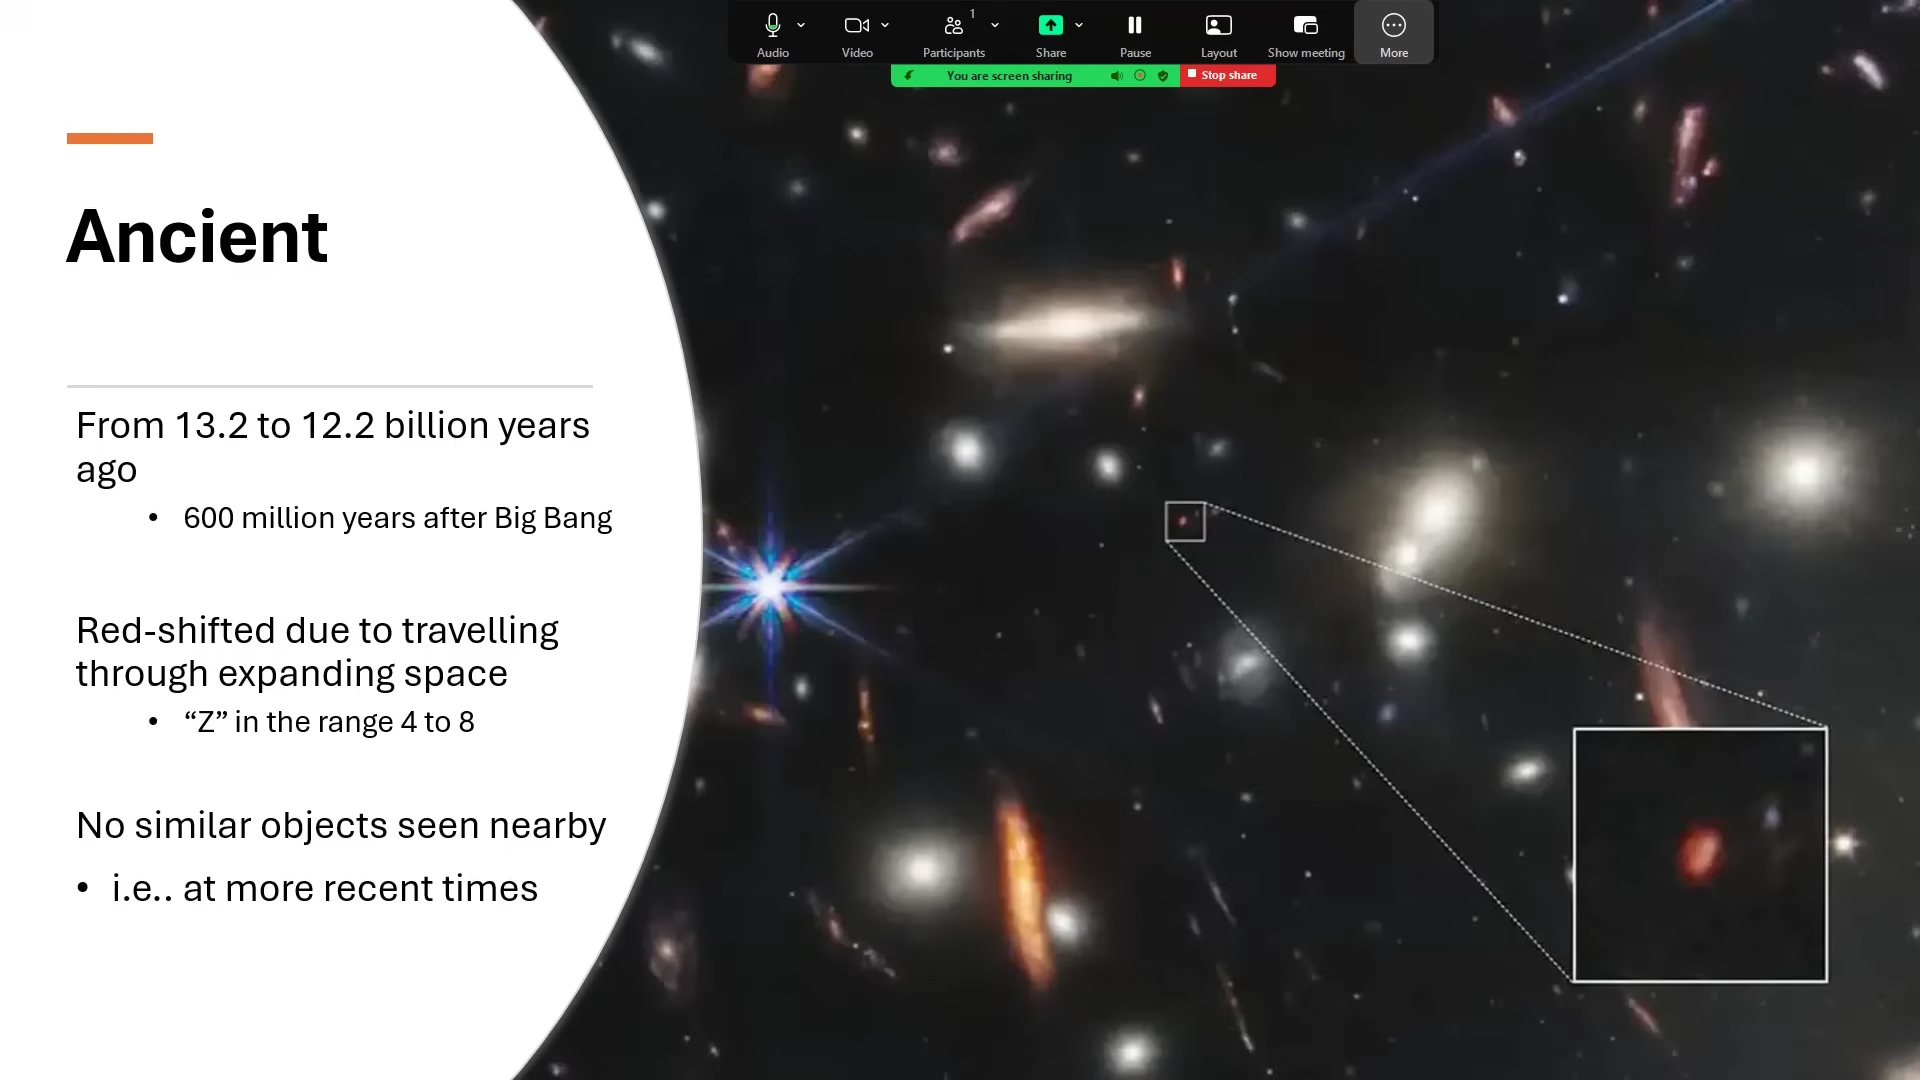 1
Audio
Video
Participants
Share
Pause
Layout
Show meeting
More
You are screen sharing
Stop share
Ancient
From 13.2 to 12.2 billion years
ago
• 600 million years after Big Bang
Red-shifted due to travelling
through expanding space
• “Z” in the range 4 to 8
No similar objects seen nearby
• i.e.. at more recent times